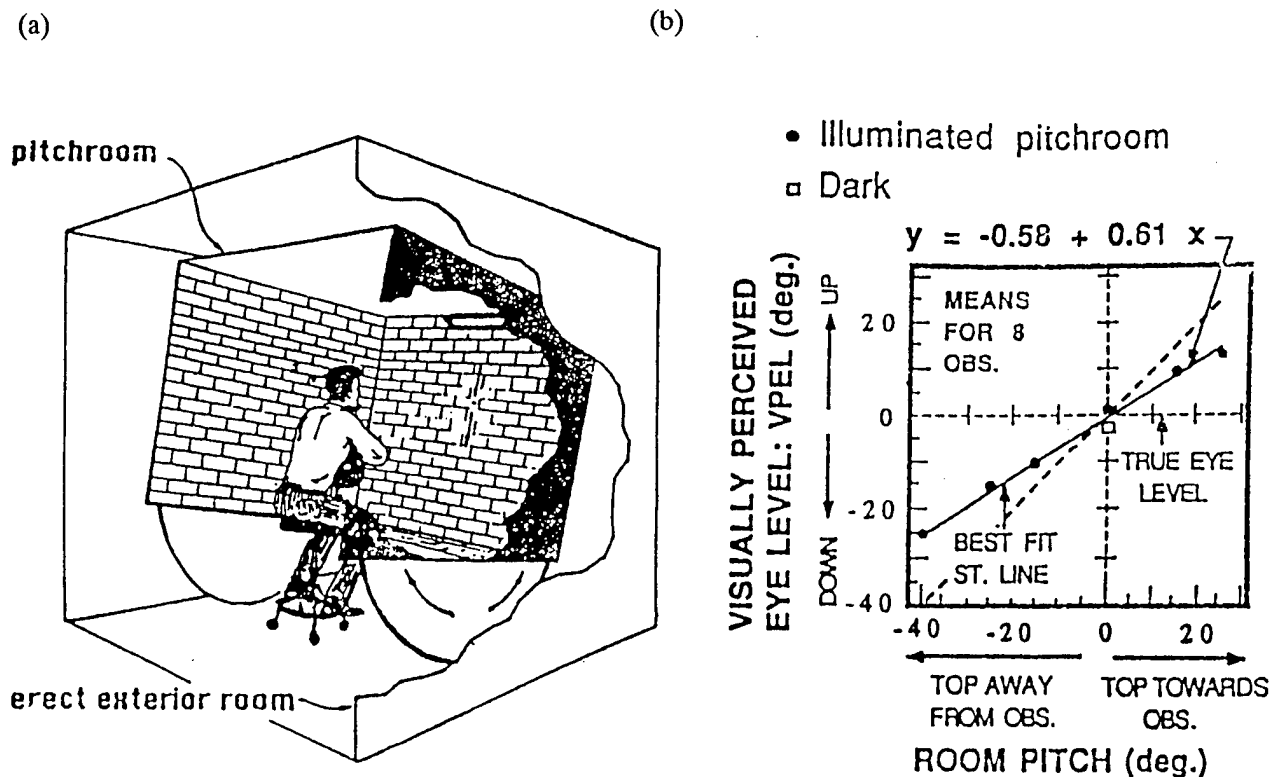 (a)
(b)
pitchroom
erect exterior room
• Illuminated pitchroom
□ Dark
y = -0.58 + 0.61 x
VISUALLY PERCEIVED
EYE LEVEL: VPEL (deg.)
UP
DOWN
MEANS
FOR 8
OBS.
TRUE EYE
LEVEL
BEST FIT
ST. LINE
20
0
-20
-40
-40
-20
0
20
TOP AWAY
FROM OBS.
TOP TOWARDS
OBS.
ROOM PITCH (deg.)